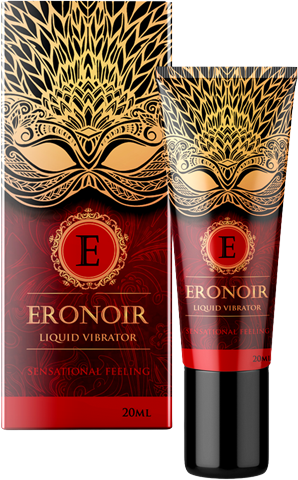 E
ERONOIR
LIQUID VIBRATOR
SENSATIONAL FEELING
20ML
E
ERONOIR
LIQUID VIBRATOR
SENSATIONAL FEELING
20ML